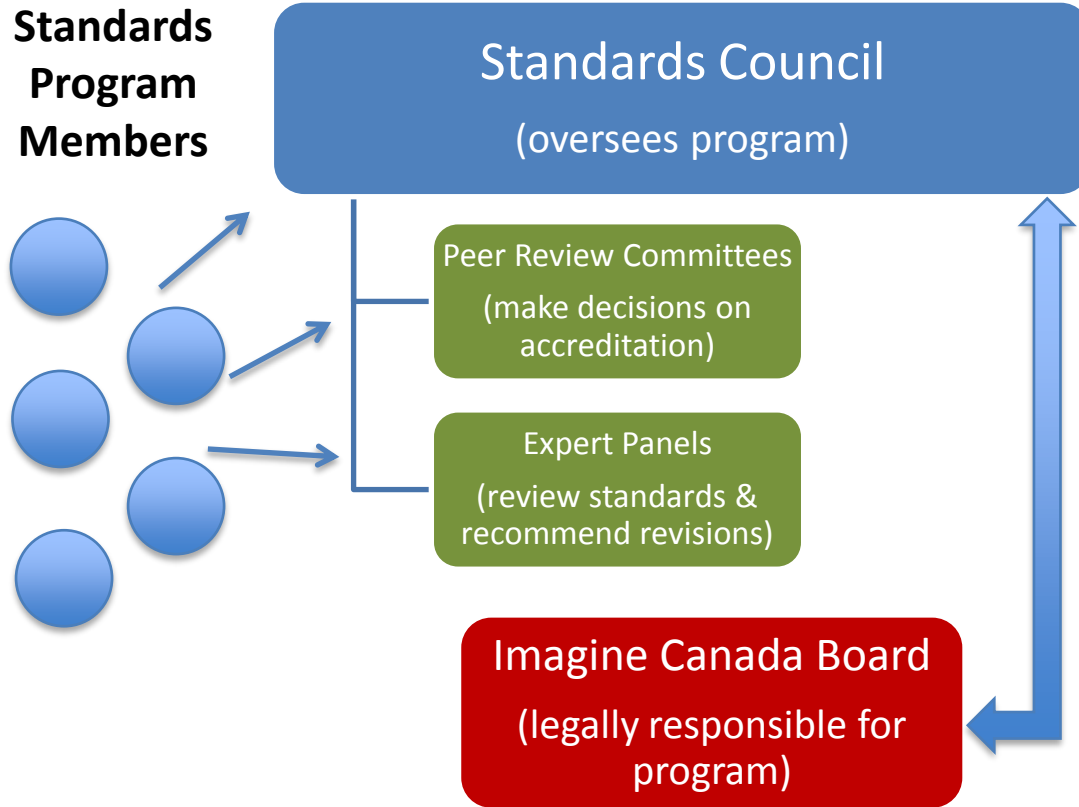 Standards
Program
Members
Standards Council
(oversees program)
Peer Review Committees
(make decisions on
accreditation)
Expert Panels
(review standards &
recommend revisions)
Imagine Canada Board
(legally responsible for
program)